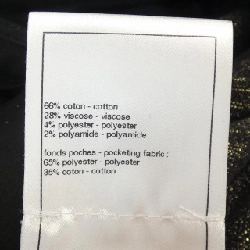 66% coton - cotton
28% viscose - viscose
4% polyester - polyester
2% polyamide - polyamide
fonds poches - pocketing fabric :
65% polyester - polyester
35% coton - cotton